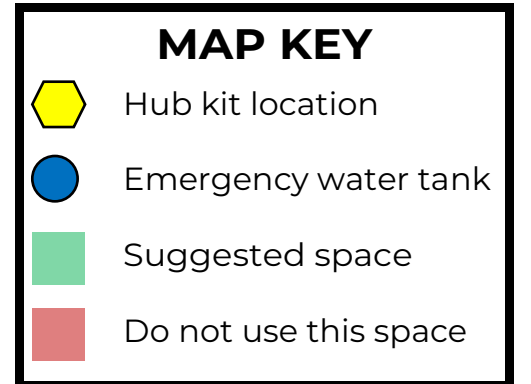 MAP KEY
Hub kit location
Emergency water tank
Suggested space
Do not use this space